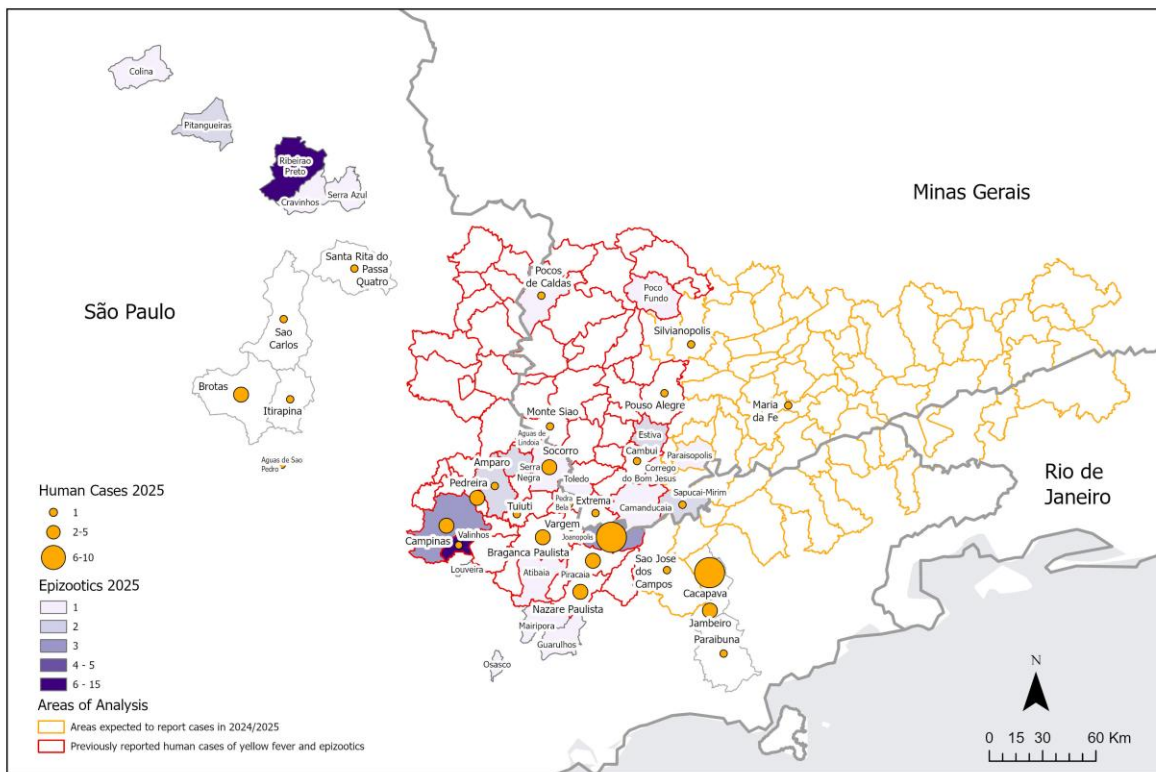 Colina
Pitangueiras
Ribeirao
Preto
Cravinhos
Serra Azul
Minas Gerais
Santa Rita do
Passa
Quatro
Pocos
de Caldas
Poco
Fundo
São Paulo
Sao
Carlos
Silvianopolis
Brotas
Itirapina
Pouso Alegre
Maria
da Fe
Monte Siao
Aguas de
Lindoia
Estiva
Aguas de Sao
Pedro
Socorro
Cambui
Paraisopolis
Amparo
Serra
Negra
Toledo
Corrego
do Bom Jesus
Sapucai-Mirim
Rio de
Janeiro
Pedreira
Pedra
Bela
Extrema
Camanducaia
Tuiuti
Vargem
Joanopolis
Campinas
Valinhos
Braganca Paulista
Louveira
Atibaia
Piracaia
Sao Jose
dos
Campos
Cacapava
Nazare Paulista
Jambeiro
Mairipora
Guarulhos
Paraibuna
Osasco
Human Cases 2025
1
2-5
6-10
Epizootics 2025
1
2
3
4 - 5
6 - 15
Areas of Analysis
Areas expected to report cases in 2024/2025
Previously reported human cases of yellow fever and epizootics
N
0 15 30 60 Km